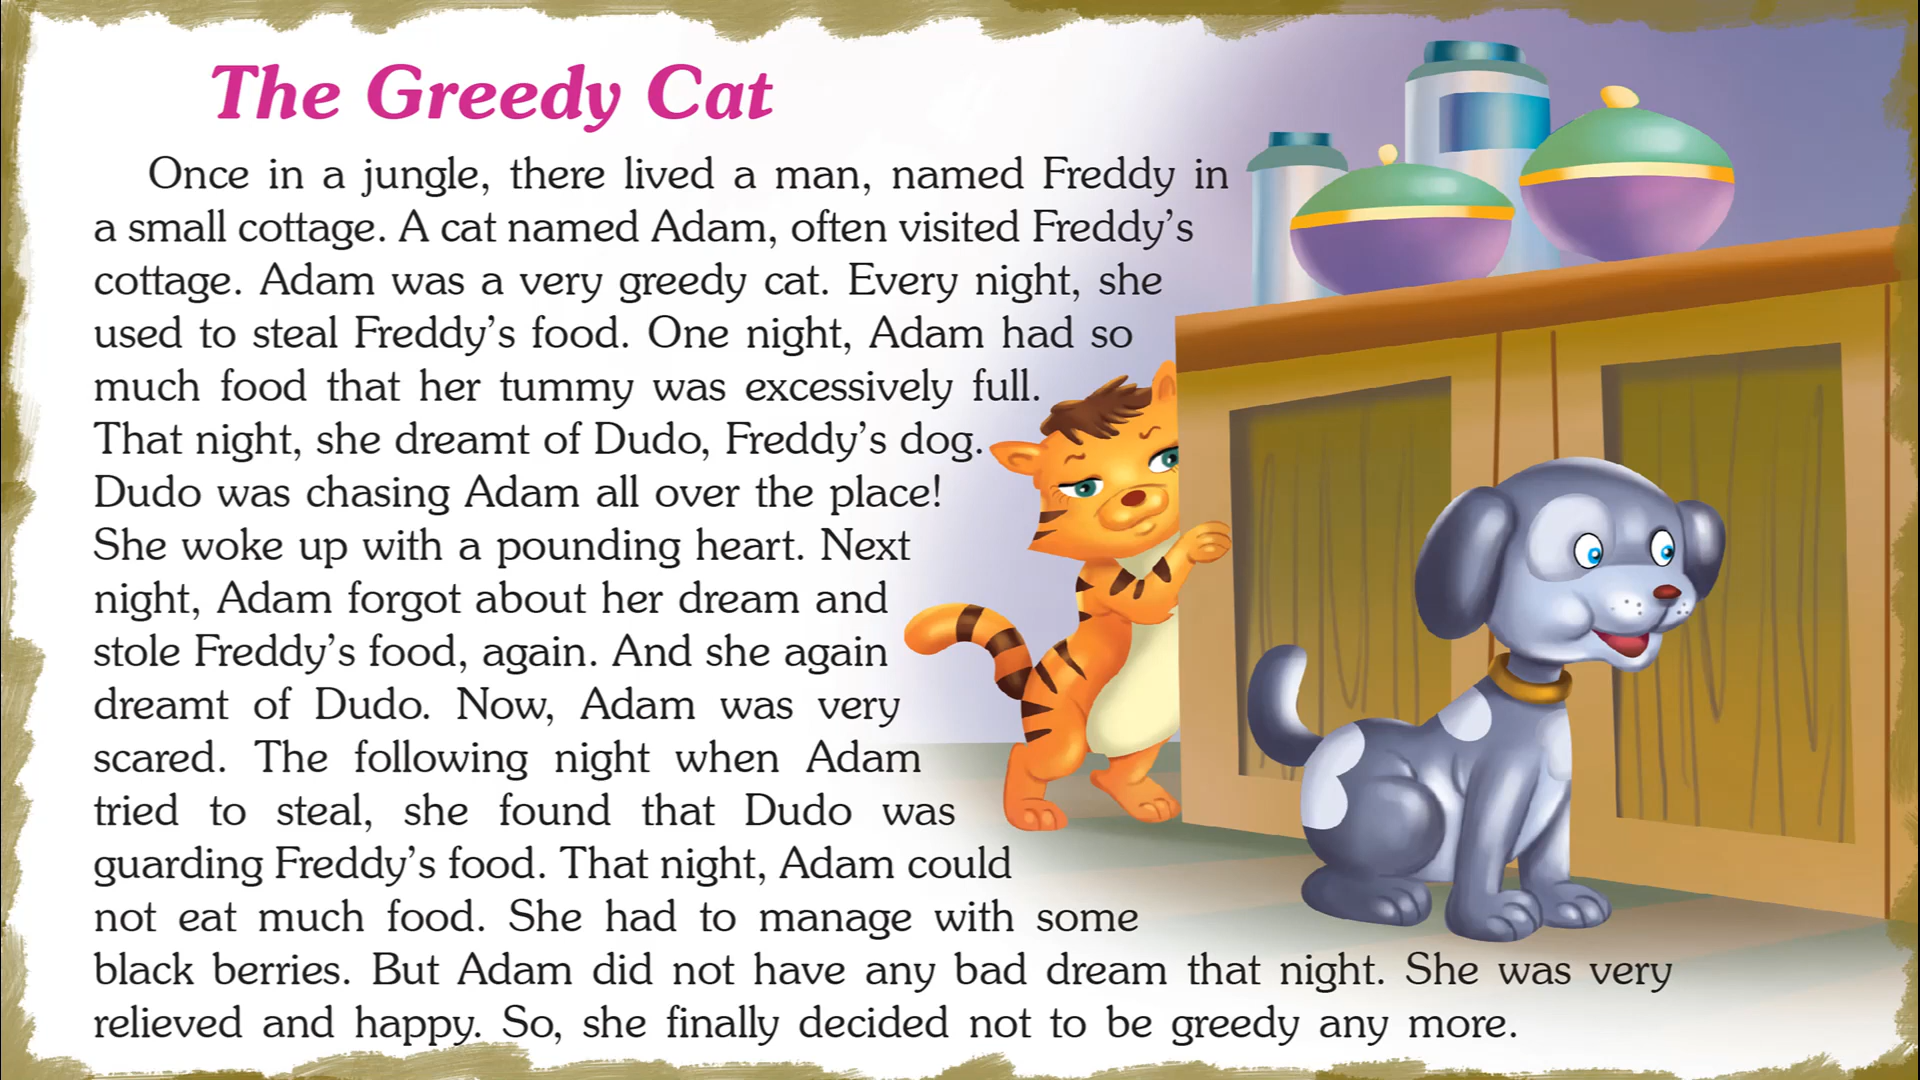 The Greedy Cat
Once in a jungle, there lived a man, named Freddy in
a small cottage. A cat named Adam, often visited Freddy’s
cottage. Adam was a very greedy cat. Every night, she
used to steal Freddy’s food. One night, Adam had so
much food that her tummy was excessively full.
That night, she dreamt of Dudo, Freddy’s dog.
Dudo was chasing Adam all over the place!
She woke up with a pounding heart. Next
night, Adam forgot about her dream and
stole Freddy’s food, again. And she again
dreamt of Dudo. Now, Adam was very
scared. The following night when Adam
tried to steal, she found that Dudo was
guarding Freddy’s food. That night, Adam could
not eat much food. She had to manage with some
black berries. But Adam did not have any bad dream that night. She was very
relieved and happy. So, she finally decided not to be greedy any more.